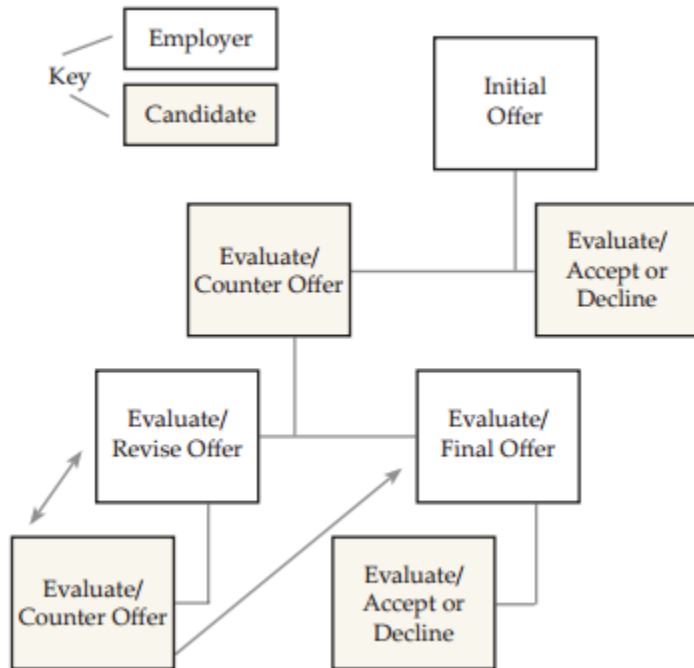 Employer
Key
Candidate
Initial
Offer
Evaluate/
Counter Offer
Evaluate/
Accept or
Decline
Evaluate/
Revise Offer
Evaluate/
Final Offer
Evaluate/
Counter Offer
Evaluate/
Accept or
Decline